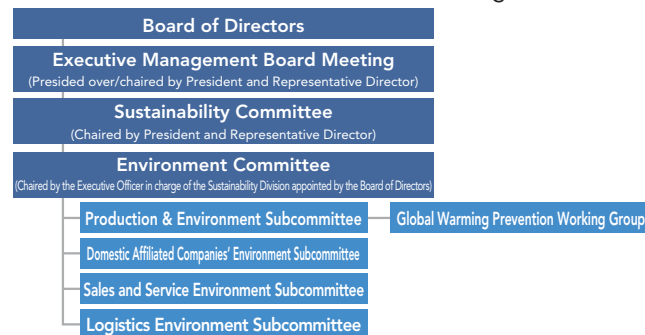 Board of Directors
Executive Management Board Meeting
(Presided over/chaired by President and Representative Director)
Sustainability Committee
(Chaired by President and Representative Director)
Environment Committee
(Chaired by the Executive Officer in charge of the Sustainability Division appointed by the Board of Directors)
Production & Environment Subcommittee
Global Warming Prevention Working Group
Domestic Affiliated Companies' Environment Subcommittee
Sales and Service Environment Subcommittee
Logistics Environment Subcommittee